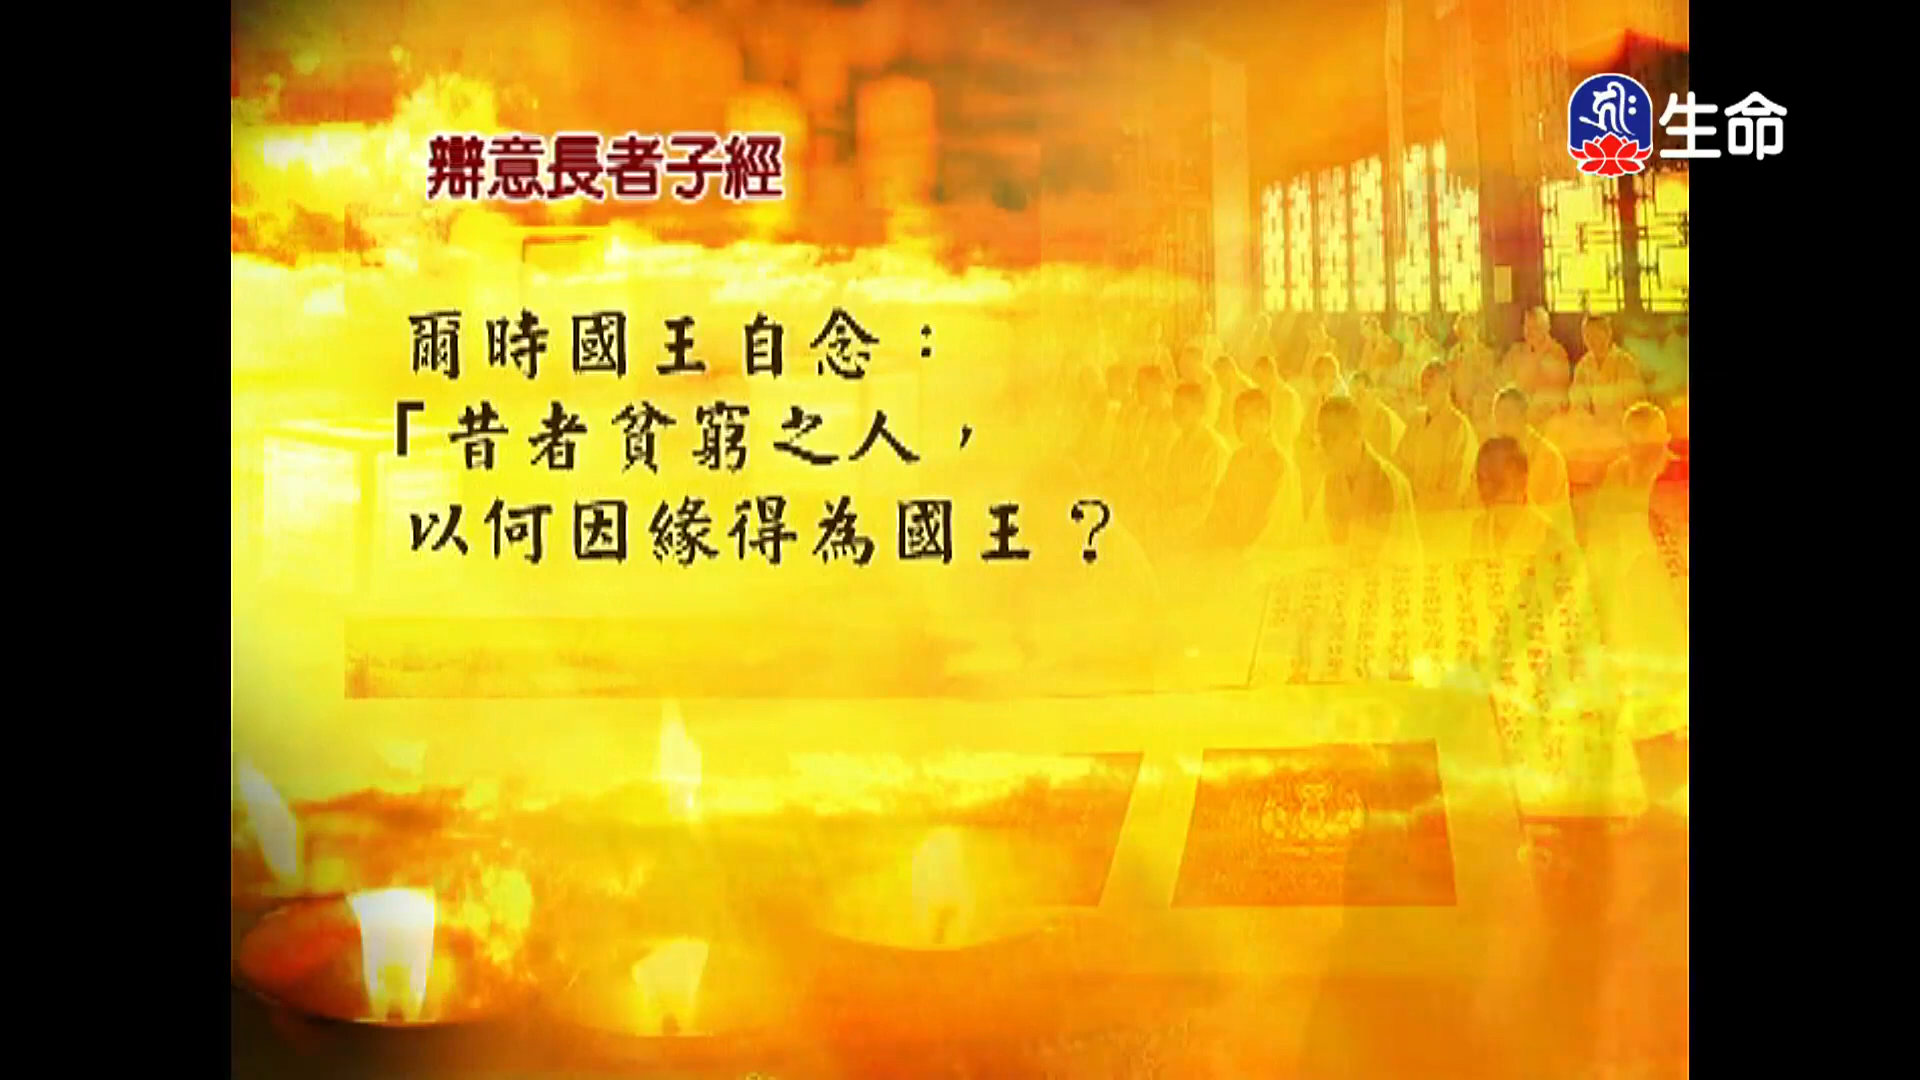 辯意長者子經
生命
爾時國王自念：
「昔者貧窮之人，
以何因緣得為國王？